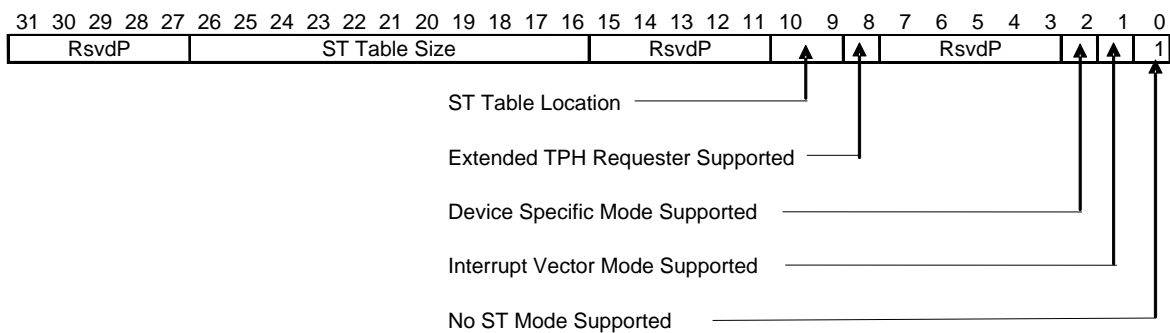 31 30 29 28 27 26 25 24 23 22 21 20 19 18 17 16 15 14 13 12 11 10 9 8 7 6 5 4 3 2 1 0
RsvdP ST Table Size RsvdP RsvdP 1
ST Table Location
Extended TPH Requester Supported
Device Specific Mode Supported
Interrupt Vector Mode Supported
No ST Mode Supported